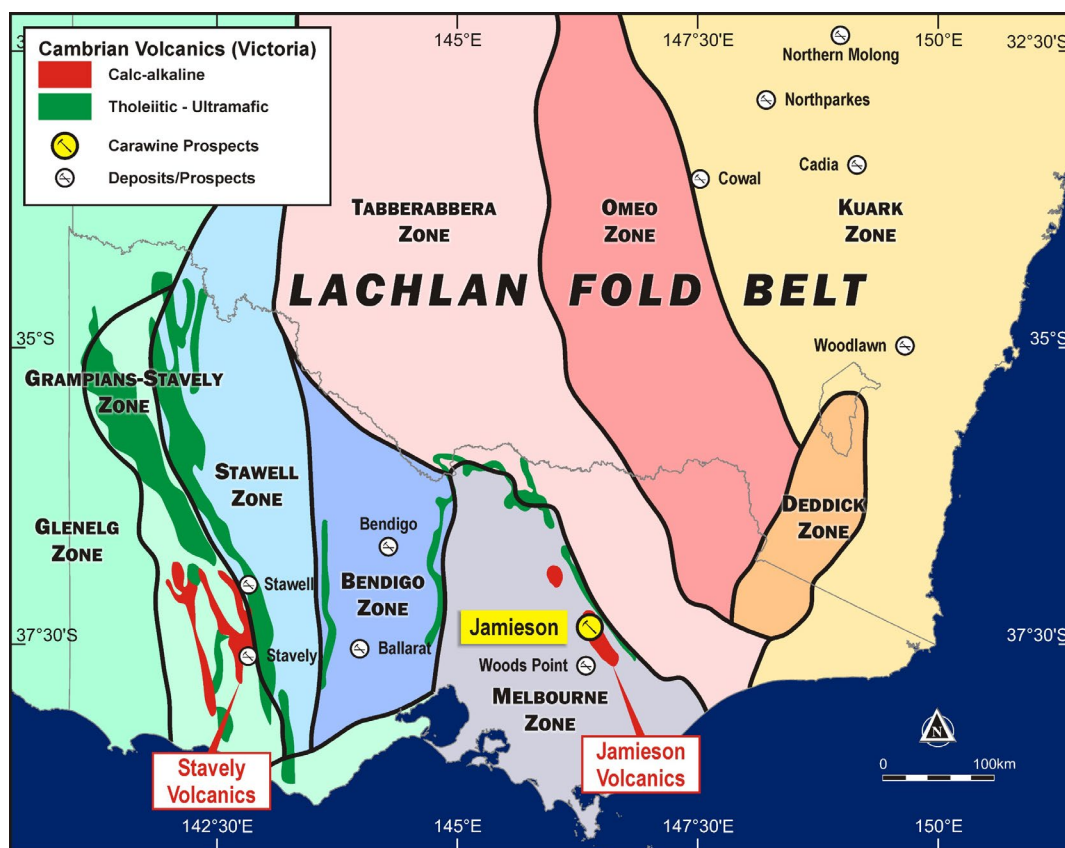 Cambrian Volcanics (Victoria)
Calc-alkaline
Tholeiitic - Ultramafic
Carawine Prospects
Deposits/Prospects
145°E
147°30'E
150°E
32°30'S
Northern Molong
Northparkes
Cadia
Cowal
TABBERABBERA
ZONE
OMEO
ZONE
KUARK
ZONE
LACHLAN FOLD BELT
35°S
35°S
Woodlawn
GRAMPIANS-STAVELY
ZONE
STAWELL
ZONE
GLENELG
ZONE
DEDDICK
ZONE
Bendigo
Stawell
BENDIGO
ZONE
Jamieson
37°30'S
37°30'S
Stavely
Ballarat
Woods Point
MELBOURNE
ZONE
Stavely
Volcanics
Jamieson
Volcanics
N
0
100km
142°30'E
145°E
147°30'E
150°E